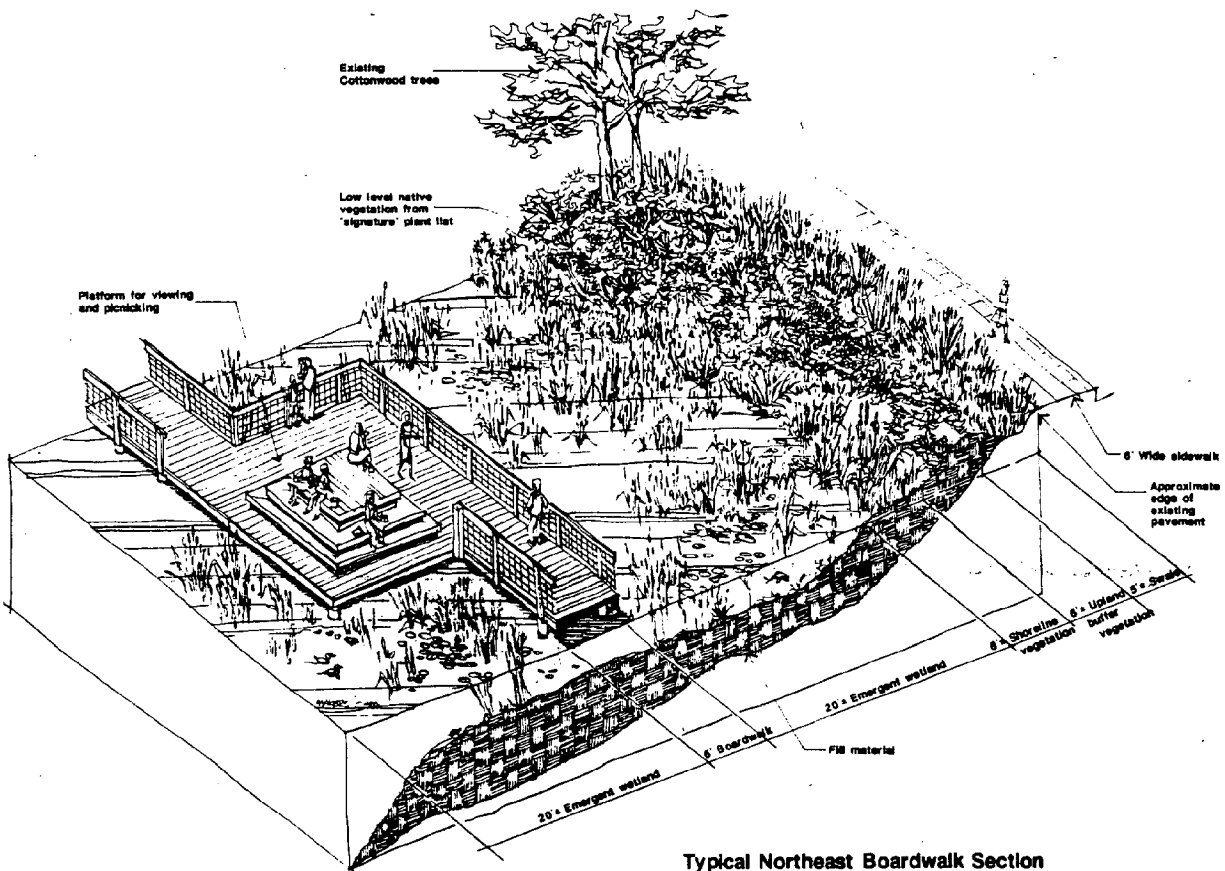 Existing
Cottonwood trees
Low level native
vegetation from
'signature' plant list
Platform for viewing
and picnicking
6' Wide sidewalk
Approximate
edge of
existing
pavement
20'± Emergent wetland
6' Boardwalk
20'± Emergent wetland
6'± Shoreline
vegetation
6'± Upland
buffer
vegetation
5'± Swale
Fill material
Typical Northeast Boardwalk Section